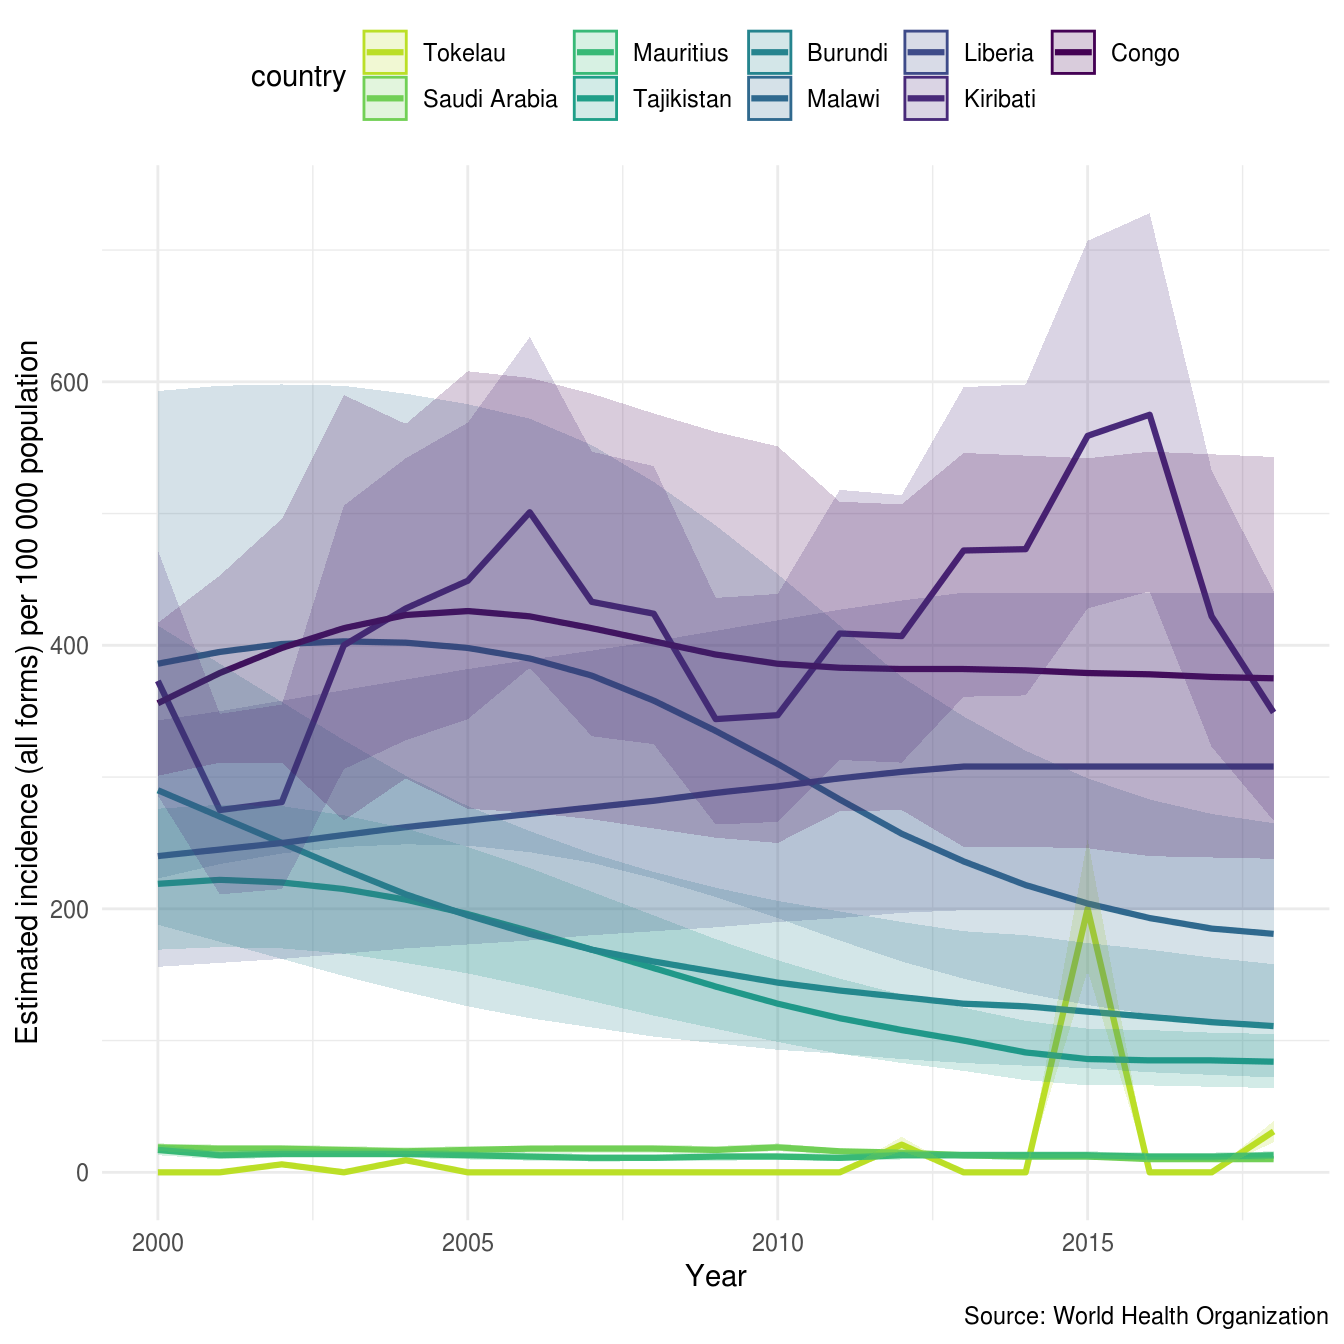 country
Tokelau Mauritius Burundi Liberia Congo
Saudi Arabia Tajikistan Malawi Kiribati
Estimated incidence (all forms) per 100 000 population
600
400
200
0
2000 2005 2010 2015
Year
Source: World Health Organization